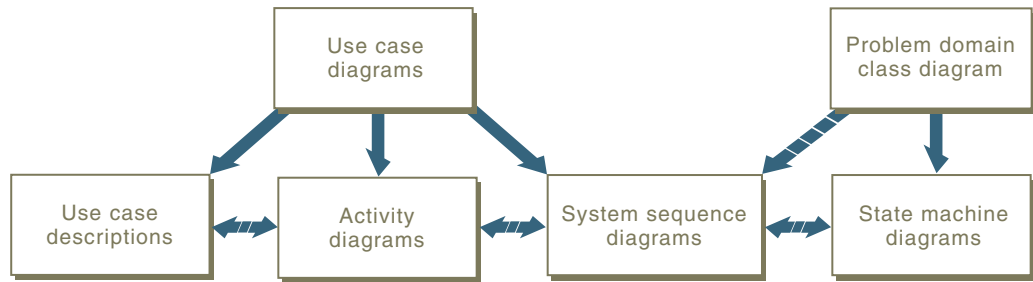 Use case
diagrams
Problem domain
class diagram
Use case
descriptions
Activity
diagrams
System sequence
diagrams
State machine
diagrams